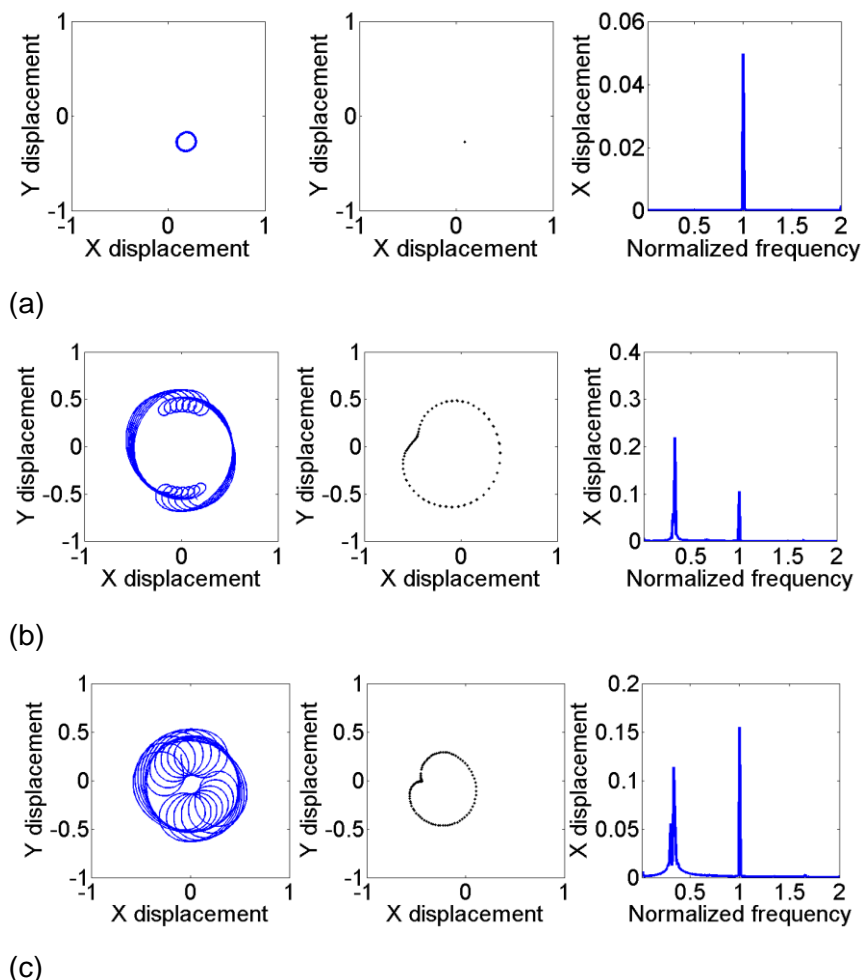 1
0
-1
-1 0 1
Y displacement
X displacement
1
0
-1
-1 0 1
Y displacement
X displacement
0.06
0.04
0.02
0
0.5 1 1.5 2
X displacement
Normalized frequency
(a)
1
0.5
0
-0.5
-1
-1 0 1
Y displacement
X displacement
1
0.5
0
-0.5
-1
-1 0 1
Y displacement
X displacement
0.4
0.3
0.2
0.1
0
0.5 1 1.5 2
X displacement
Normalized frequency
(b)
1
0.5
0
-0.5
-1
-1 0 1
Y displacement
X displacement
1
0.5
0
-0.5
-1
-1 0 1
Y displacement
X displacement
0.2
0.15
0.1
0.05
0
0.5 1 1.5 2
X displacement
Normalized frequency
(c)